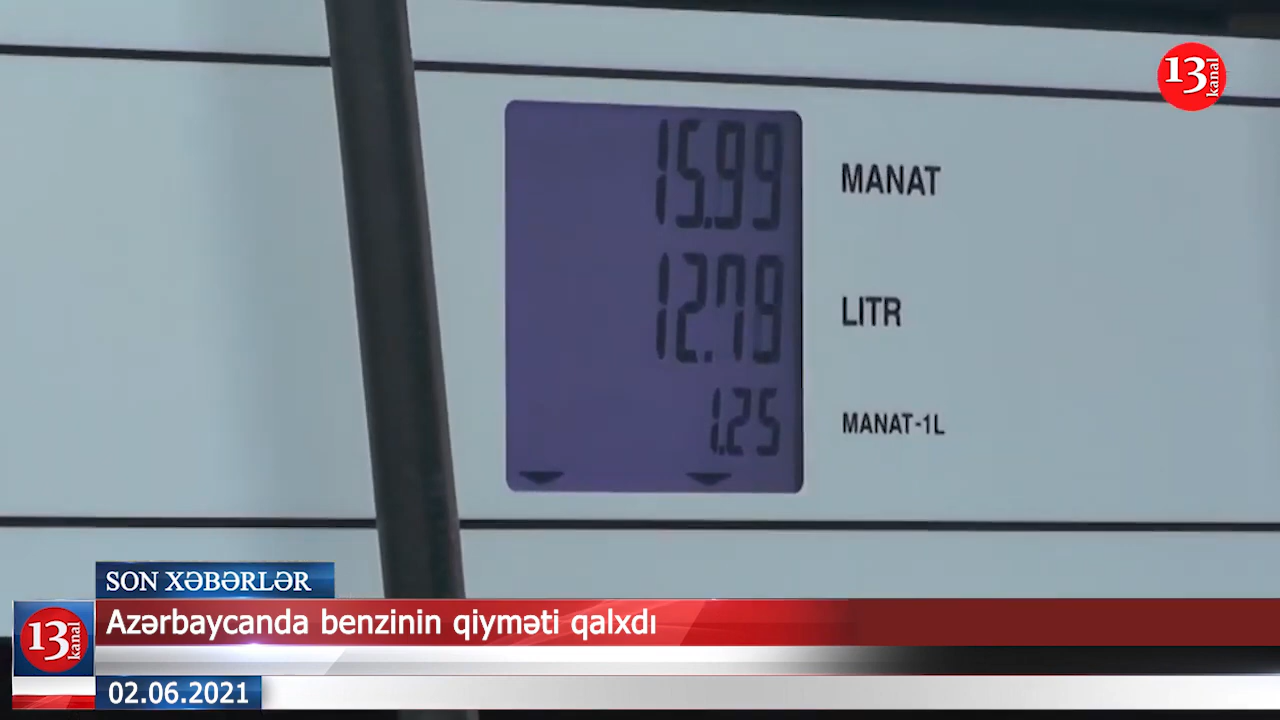 13 kanal
15.99 MANAT
12.79 LITR
1.25 MANAT-1L
SON XƏBƏRLƏR
13 kanal
Azərbaycanda benzinin qiyməti qalxdı
02.06.2021